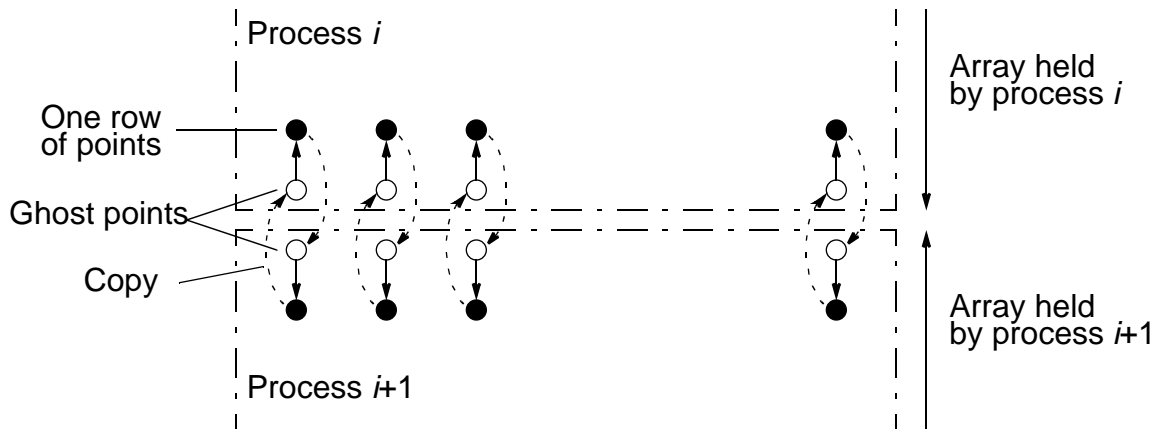 Process i
Array held
by process i
One row
of points
Ghost points
Copy
Array held
by process i+1
Process i+1